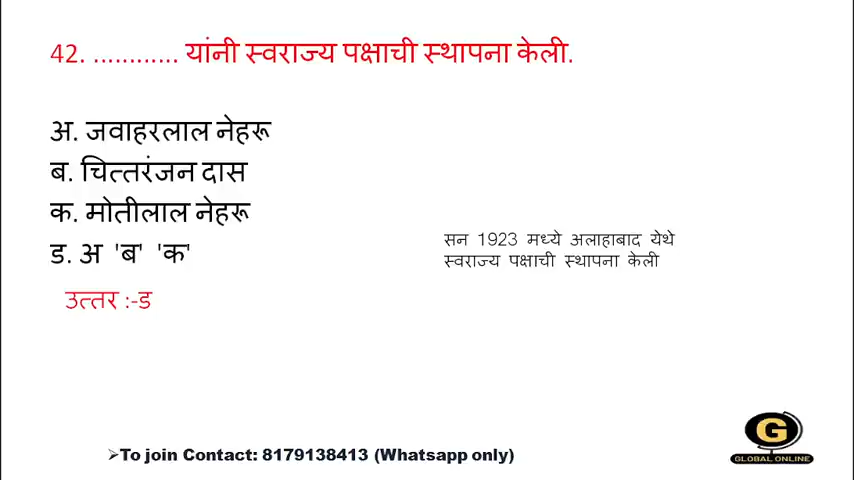 42. ............ यांनी स्वराज्य पक्षाची स्थापना केली.
अ. जवाहरलाल नेहरू
ब. चित्तरंजन दास
क. मोतीलाल नेहरू
ड. अ 'ब' 'क'
सन 1923 मध्ये अलाहाबाद येथे
स्वराज्य पक्षाची स्थापना केली
उत्तर :-ड
G
GLOBAL ONLINE
➢To join Contact: 8179138413 (Whatsapp only)